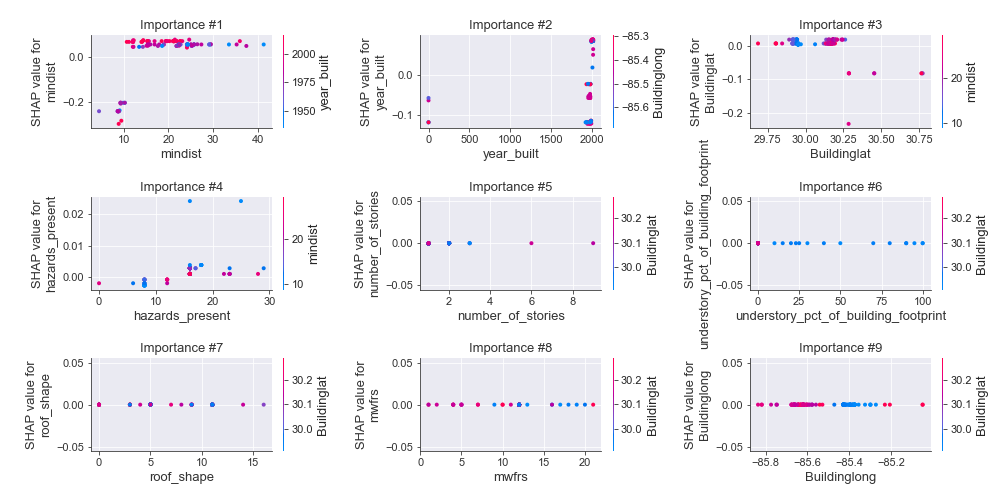 Importance #1
SHAP value for
mindist
0.0
−0.2
10
20
30
40
mindist
2000
1975
1950
year_built
Importance #2
SHAP value for
year_built
0.0
−0.1
0
500
1000
1500
2000
year_built
−85.3
−85.4
−85.5
−85.6
Buildinglong
Importance #3
SHAP value for
Buildinglat
0.0
−0.1
−0.2
29.75
30.00
30.25
30.50
30.75
Buildinglat
20
10
mindist
Importance #4
SHAP value for
hazards_present
0.02
0.01
0.00
0
10
20
30
hazards_present
20
10
mindist
Importance #5
SHAP value for
number_of_stories
0.05
0.00
−0.05
2
4
6
8
number_of_stories
30.2
30.1
30.0
Buildinglat
Importance #6
SHAP value for
understory_pct_of_building_footprint
0.05
0.00
−0.05
0
25
50
75
100
understory_pct_of_building_footprint
30.2
30.1
30.0
Buildinglat
Importance #7
SHAP value for
roof_shape
0.05
0.00
−0.05
0
5
10
15
roof_shape
30.2
30.1
30.0
Buildinglat
Importance #8
SHAP value for
mwfrs
0.05
0.00
−0.05
0
5
10
15
20
mwfrs
30.2
30.1
30.0
Buildinglat
Importance #9
SHAP value for
Buildinglong
0.05
0.00
−0.05
−85.8
−85.6
−85.4
−85.2
Buildinglong
30.2
30.1
30.0
Buildinglat